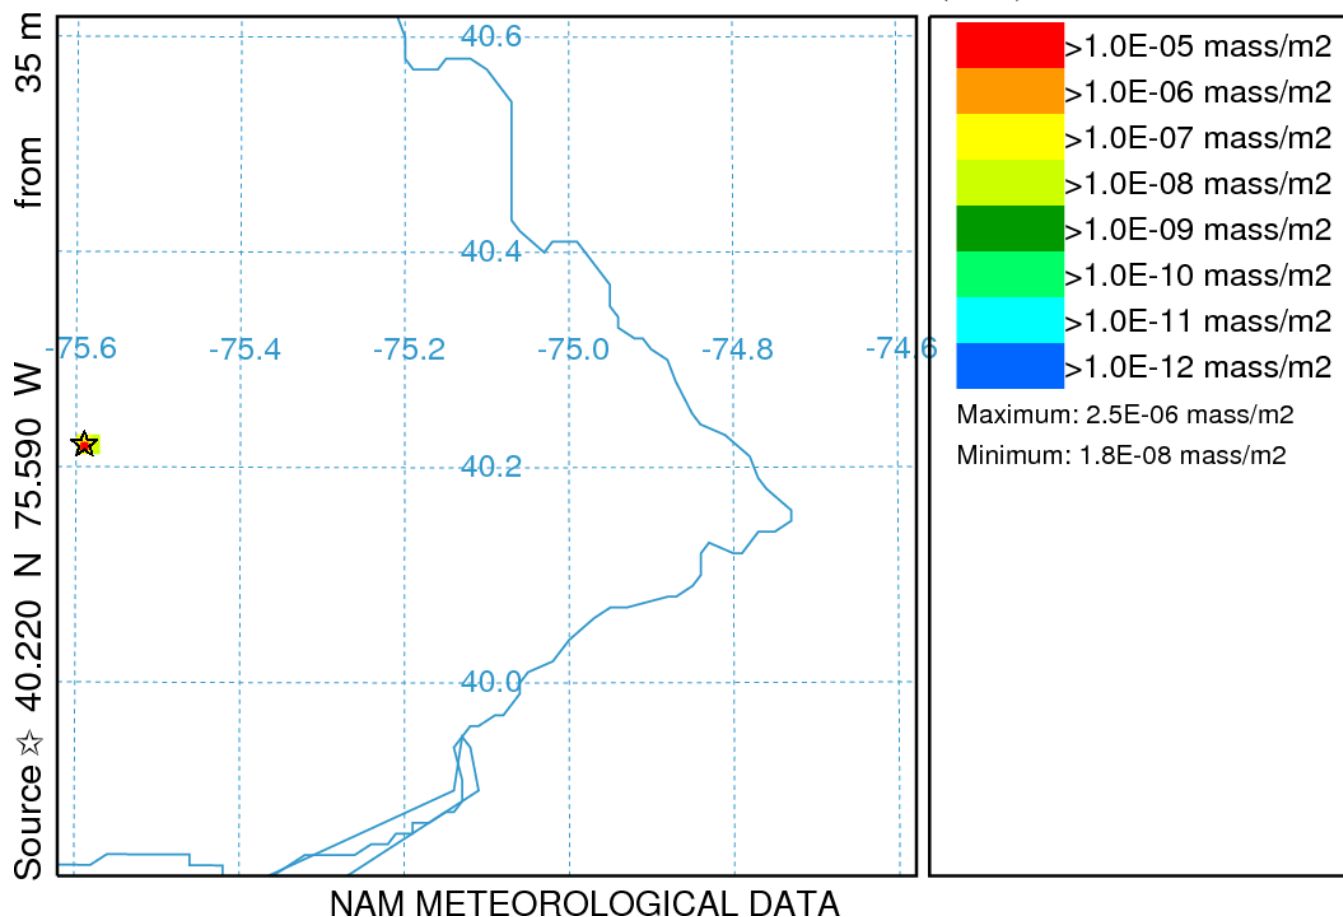 Source ☆ 40.220 N 75.590 W from 35 m
40.6
40.4
-75.6 -75.4 -75.2 -75.0 -74.8 -74.6
40.2
40.0
>1.0E-05 mass/m2
>1.0E-06 mass/m2
>1.0E-07 mass/m2
>1.0E-08 mass/m2
>1.0E-09 mass/m2
>1.0E-10 mass/m2
>1.0E-11 mass/m2
>1.0E-12 mass/m2
Maximum: 2.5E-06 mass/m2
Minimum: 1.8E-08 mass/m2
NAM METEOROLOGICAL DATA